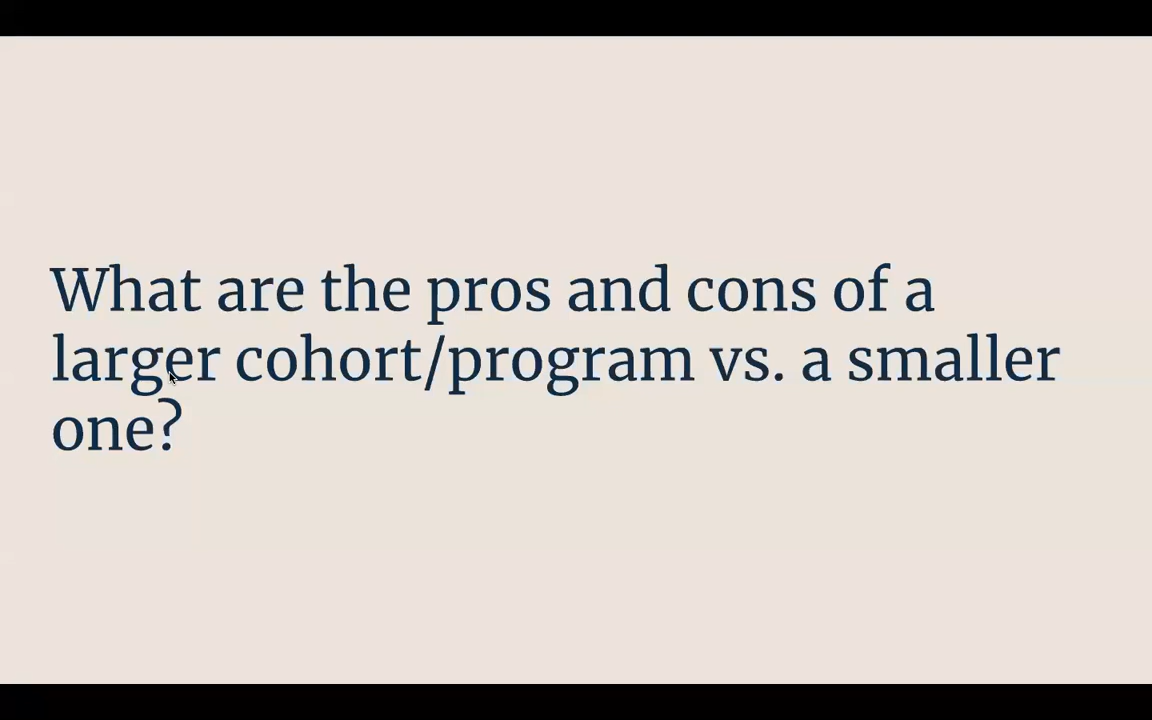 What are the pros and cons of a
larger cohort/program vs. a smaller
one?